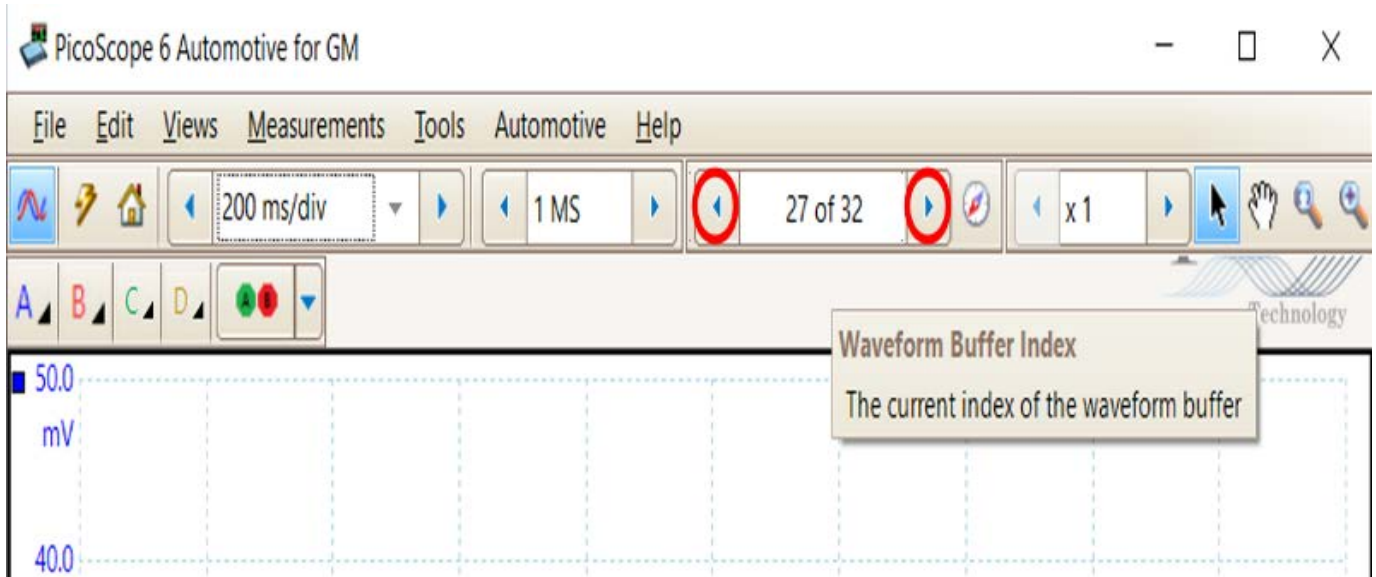 PicoScope 6 Automotive for GM
File Edit Views Measurements Tools Automotive Help
200 ms/div 1 MS 27 of 32 x 1
A B C D A B
Technology
Waveform Buffer Index
The current index of the waveform buffer
50.0
mV
40.0